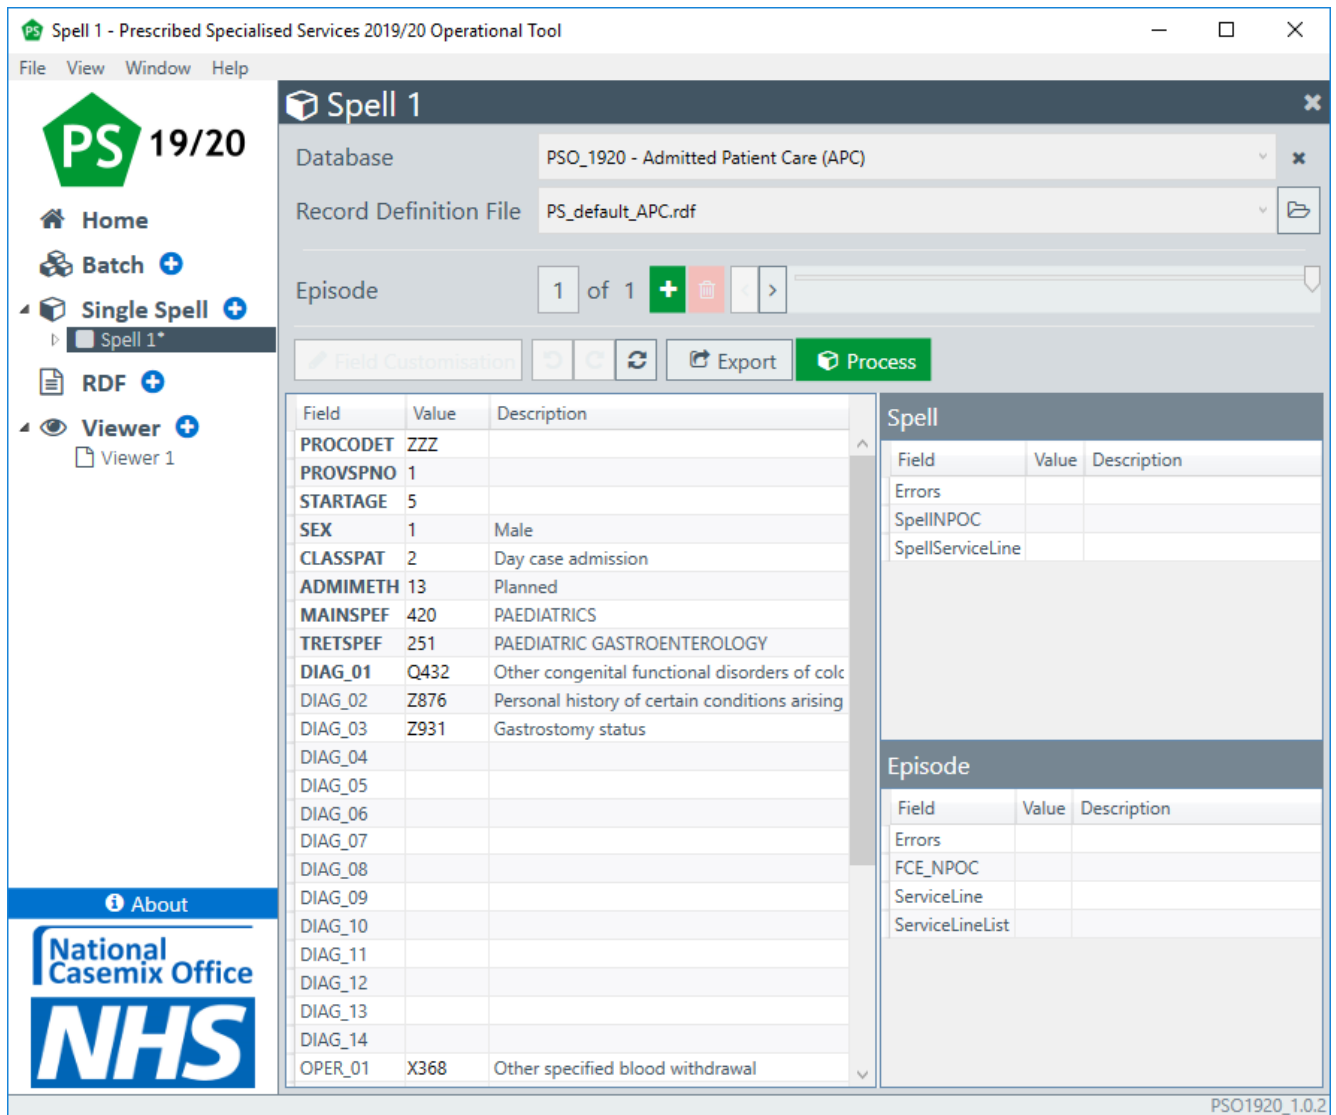 PS Spell 1 - Prescribed Specialised Services 2019/20 Operational Tool
File View Window Help
PS 19/20
Home
Batch
Single Spell
Spell 1*
RDF
Viewer
Viewer 1
About
National
Casemix Office
NHS
Spell 1
Database PSO_1920 - Admitted Patient Care (APC)
Record Definition File PS_default_APC.rdf
Episode 1 of 1
Field Customisation Export Process
Field Value Description
PROCODET ZZZ
PROVSPNO 1
STARTAGE 5
SEX 1 Male
CLASSPAT 2 Day case admission
ADMIMETH 13 Planned
MAINSPEF 420 PAEDIATRICS
TRETSPEF 251 PAEDIATRIC GASTROENTEROLOGY
DIAG_01 Q432 Other congenital functional disorders of colc
DIAG_02 Z876 Personal history of certain conditions arising
DIAG_03 Z931 Gastrostomy status
DIAG_04
DIAG_05
DIAG_06
DIAG_07
DIAG_08
DIAG_09
DIAG_10
DIAG_11
DIAG_12
DIAG_13
DIAG_14
OPER_01 X368 Other specified blood withdrawal
Spell
Field Value Description
Errors
SpellNPOC
SpellServiceLine
Episode
Field Value Description
Errors
FCE_NPOC
ServiceLine
ServiceLineList
PSO1920_1.0.2